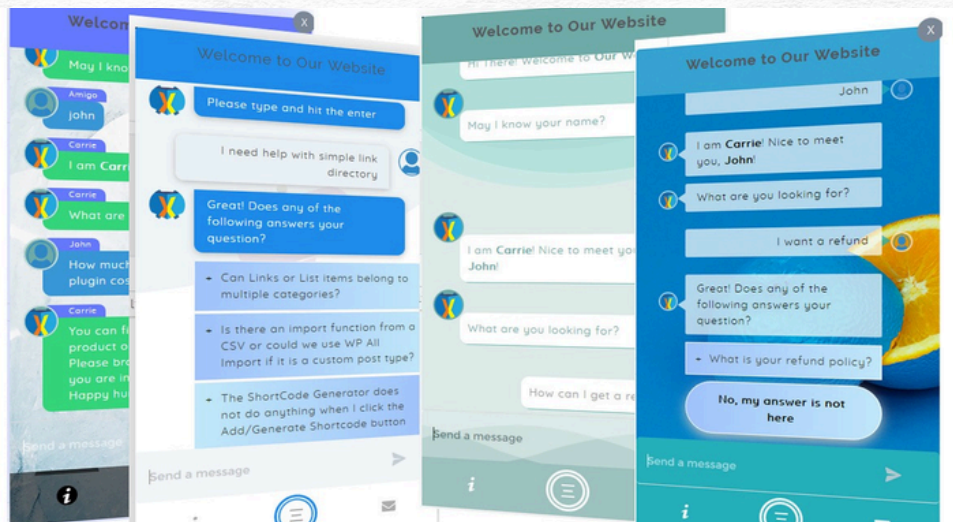 Welcom
May I kno
Amigo
john
Carrie
I am Carri
Carrie
What are
John
How much
plugin cos
Carrie
You can fi
product o
Please bro
you are in
Happy hu
Send a message
i
X
Welcome to Our Website
Please type and hit the enter
I need help with simple link
directory
Great! Does any of the
following answers your
question?
Can Links or List items belong to
multiple categories?
Is there an import function from a
CSV or could we use WP All
Import if it is a custom post type?
The ShortCode Generator does
not do anything when I click the
Add/Generate Shortcode button
Send a message
i
Welcome to Our Website
Hi There! Welcome to Our W
May I know your name?
I am Carrie! Nice to meet you
John!
What are you looking for?
How can I get a re
Send a message
i
X
Welcome to Our Website
John
I am Carrie! Nice to meet
you, John!
What are you looking for?
I want a refund
Great! Does any of the
following answers your
question?
What is your refund policy?
No, my answer is not
here
Send a message
i